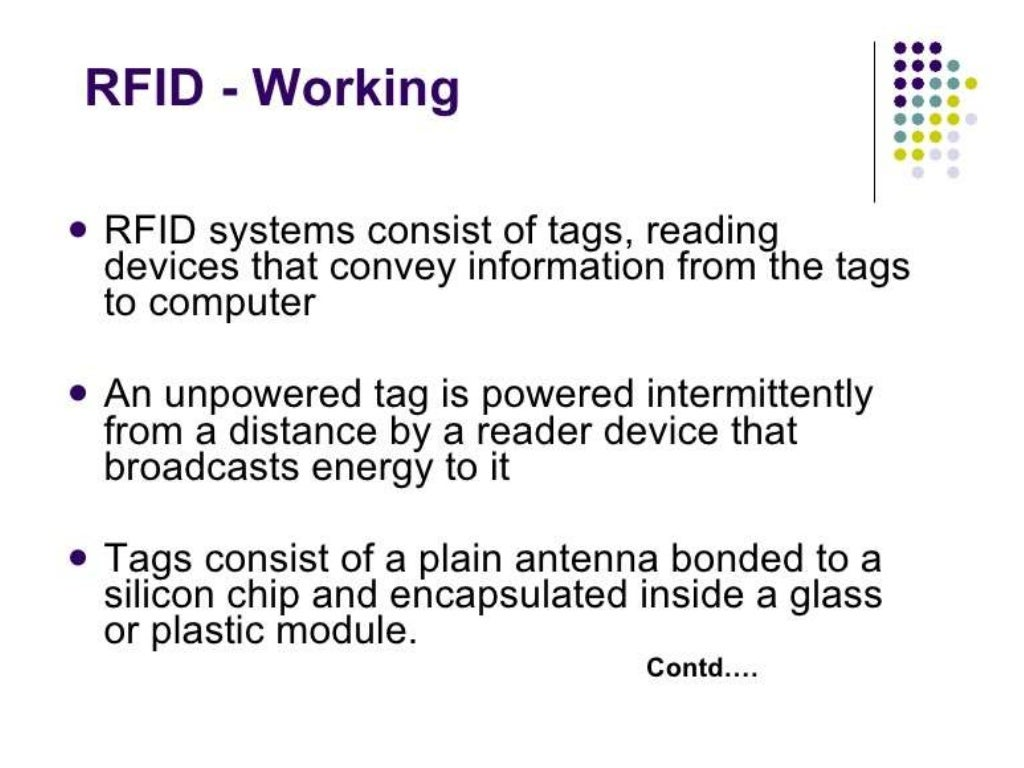 RFID - Working
• RFID systems consist of tags, reading
devices that convey information from the tags
to computer
• An unpowered tag is powered intermittently
from a distance by a reader device that
broadcasts energy to it
• Tags consist of a plain antenna bonded to a
silicon chip and encapsulated inside a glass
or plastic module.
Contd....